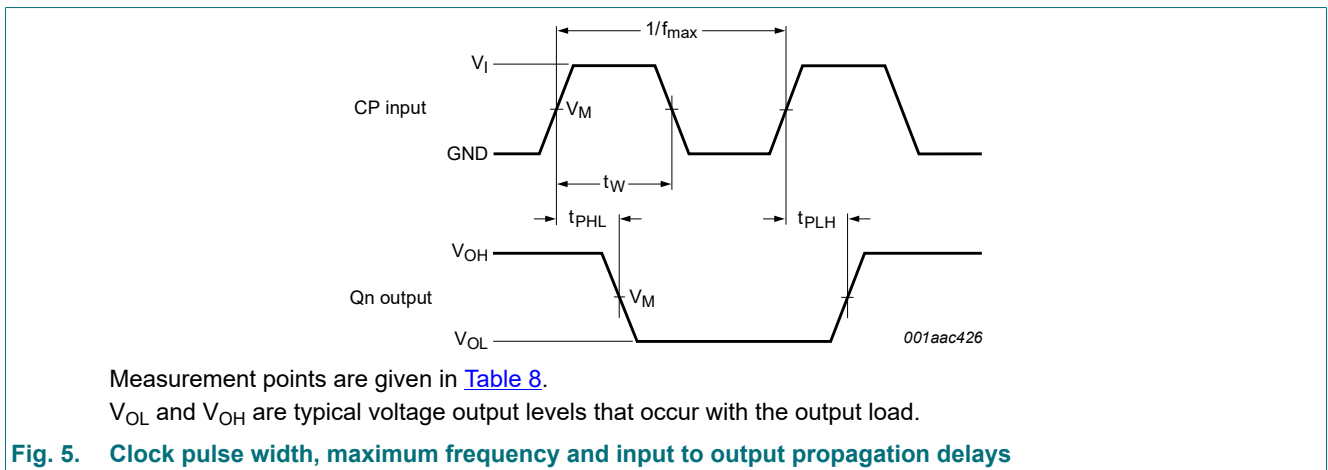 1/fmax
VI
CP input
VM
GND
tW
tPHL
tPLH
VOH
Qn output
VM
VOL
001aac426
Measurement points are given in Table 8.
VOL and VOH are typical voltage output levels that occur with the output load.
Fig. 5. Clock pulse width, maximum frequency and input to output propagation delays